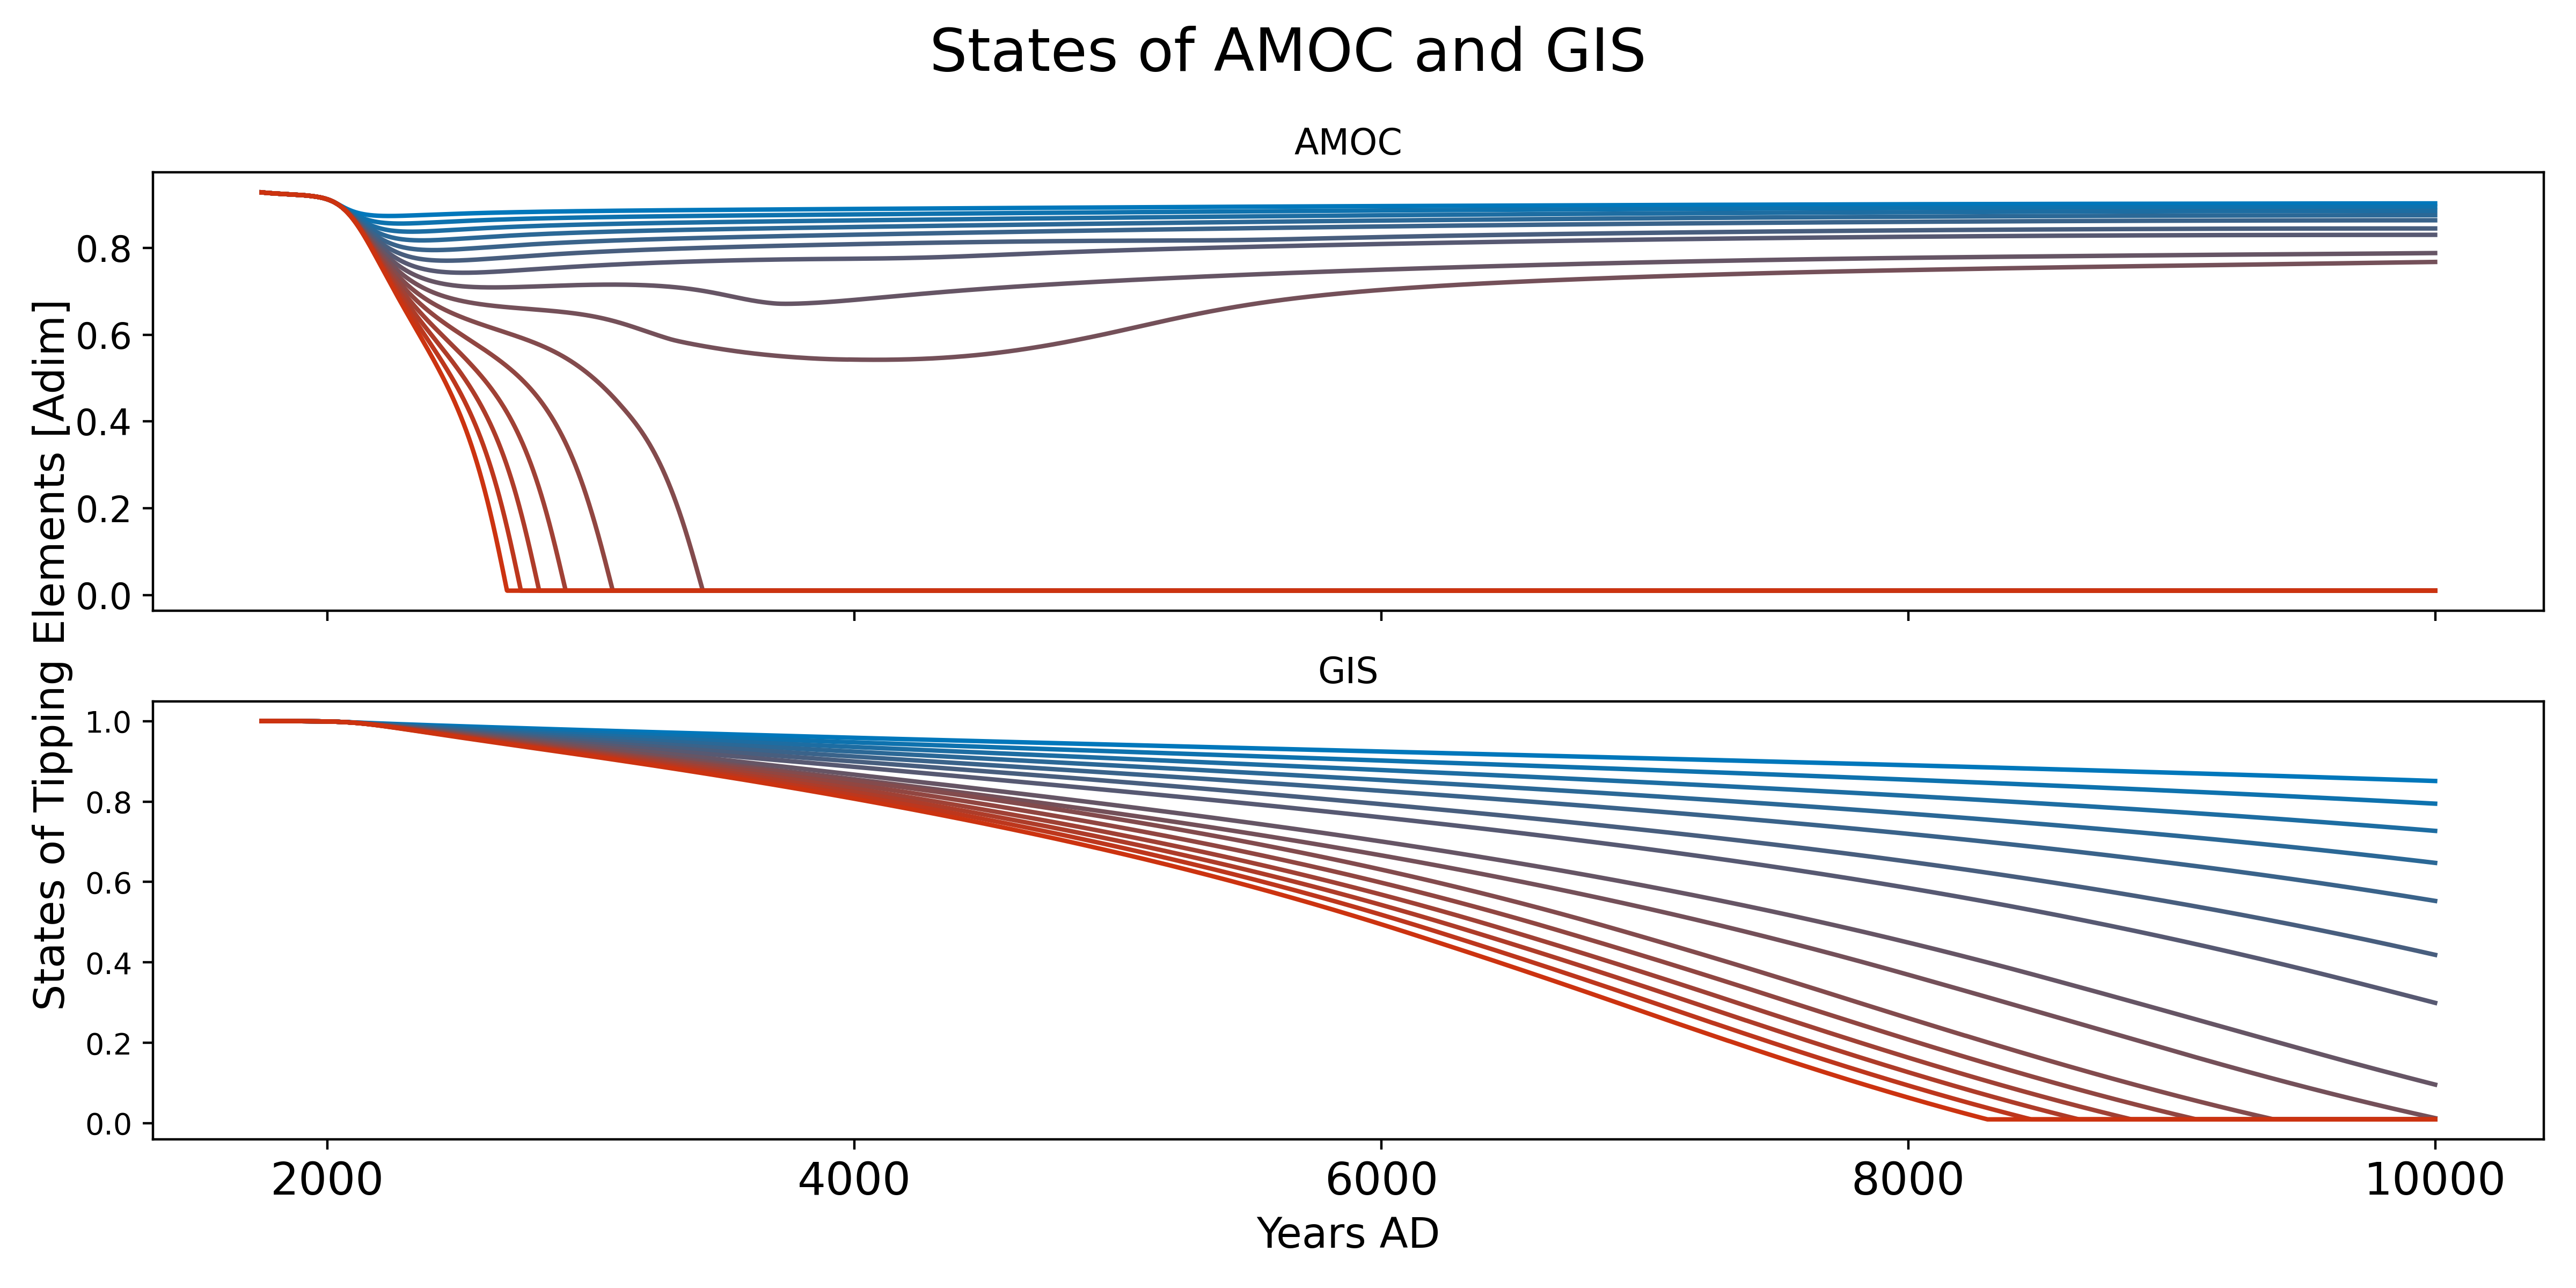 States of AMOC and GIS
AMOC
0.8
0.6
0.4
0.2
0.0
States of Tipping Elements [Adim]
GIS
1.0
0.8
0.6
0.4
0.2
0.0
2000 4000 6000 8000 10000
Years AD